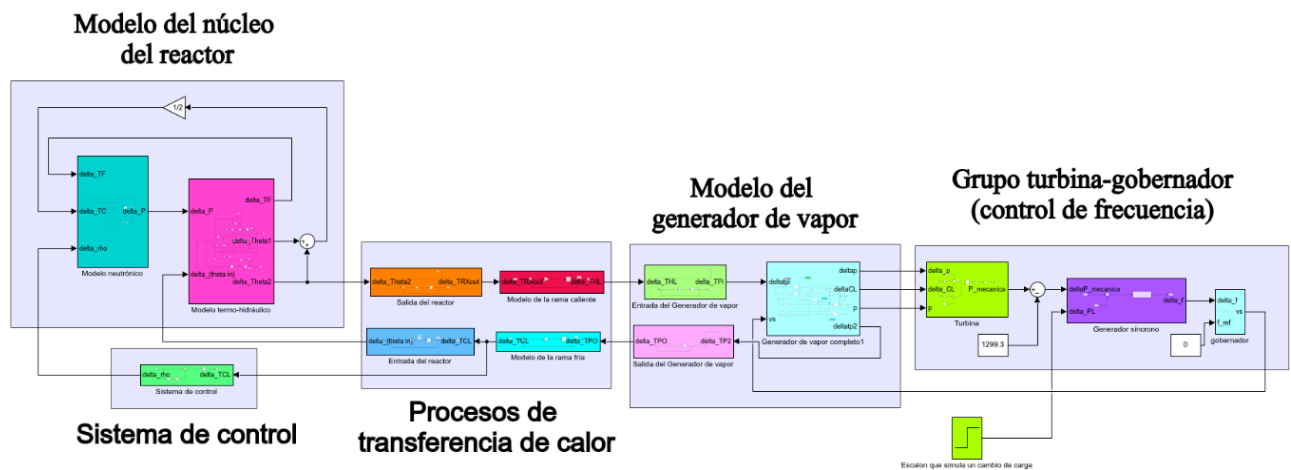 Modelo del núcleo
del reactor
1/2
delta_TF
delta_TC
delta_rho
delta_P
Modelo neutrónico
delta_P
delta_(theta in)
delta_TF
delta_Theta1
delta_Theta2
Modelo termo-hidráulico
delta_rho
delta_TCL
Sistema de control
Sistema de control
delta_Theta2
delta_TRXout
Salida del reactor
delta_TRXout
delta_THL
Modelo de la rama caliente
delta_(theta in)
delta_TCL
Entrada del reactor
delta_TCL
delta_TPO
Modelo de la rama fría
Procesos de
transferencia de calor
Modelo del
generador de vapor
delta_THL
delta_TPi
Entrada del Generador de vapor
deltatpi
vs
deltap
deltaCL
p
deltatp2
Generador de vapor completo1
delta_TPO
delta_TP2
Salida del Generador de vapor
Grupo turbina-gobernador
(control de frecuencia)
delta_p
delta_CL
p
P_mecanica
Turbina
1299.3
deltaP_mecanica
delta_PL
delta_f
Generador síncrono
0
delta_f
vs
f_ref
gobernador
Escalon que simula un cambio de carga